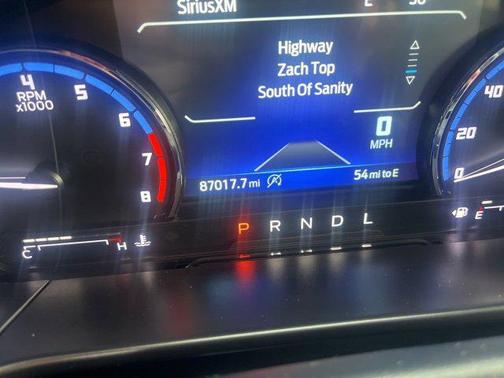 SiriusXM E
Highway
Zach Top
South Of Sanity
4 5 6 7 8
RPM
x1000
0
MPH
40
20
0
87017.7 mi 54 mi to E
P R N D L
C H
E